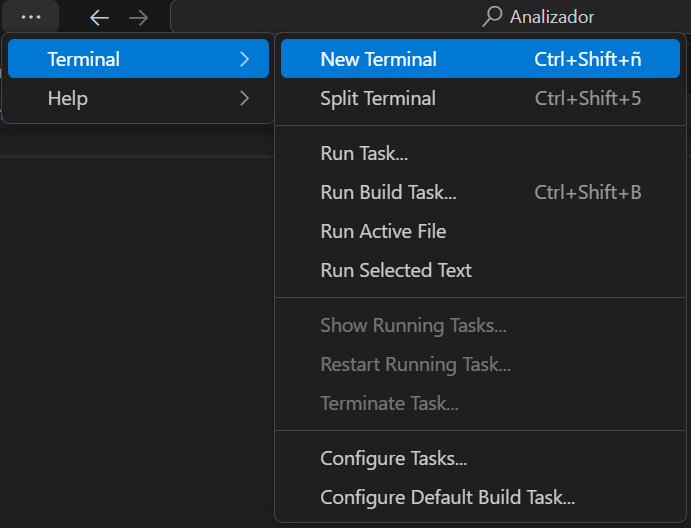 ... Analizador
Terminal
Help
New Terminal Ctrl+Shift+ñ
Split Terminal Ctrl+Shift+5
Run Task...
Run Build Task... Ctrl+Shift+B
Run Active File
Run Selected Text
Show Running Tasks...
Restart Running Task...
Terminate Task...
Configure Tasks...
Configure Default Build Task...